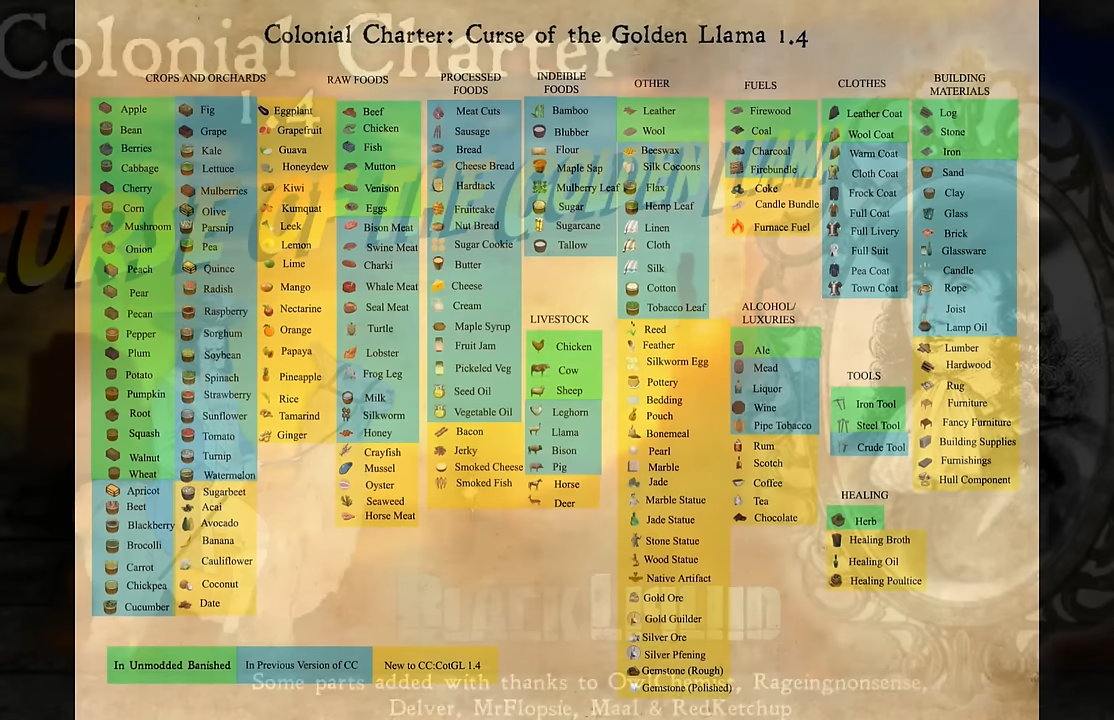 Colonial Charter: Curse of the Golden Llama 1.4
Colonial Charter
1.4
CROPS AND ORCHARDS
Apple
Bean
Berries
Cabbage
Cherry
Corn
Mushroom
Onion
Peach
Pear
Pecan
Pepper
Plum
Potato
Pumpkin
Root
Squash
Walnut
Wheat
Apricot
Beet
Blackberry
Brocolli
Carrot
Chickpea
Cucumber
Fig
Grape
Kale
Lettuce
Mulberries
Olive
Parsnip
Pea
Quince
Radish
Raspberry
Sorghum
Soybean
Spinach
Strawberry
Sunflower
Tomato
Turnip
Watermelon
Sugarbeet
Acai
Avocado
Banana
Cauliflower
Coconut
Date
Eggplant
Grapefruit
Guava
Honeydew
Kiwi
Kumquat
Leek
Lemon
Lime
Mango
Nectarine
Orange
Papaya
Pineapple
Rice
Tamarind
Ginger
RAW FOODS
Beef
Chicken
Fish
Mutton
Venison
Eggs
Bison Meat
Swine Meat
Charki
Whale Meat
Seal Meat
Turtle
Lobster
Frog Leg
Milk
Silkworm
Honey
Crayfish
Mussel
Oyster
Seaweed
Horse Meat
PROCESSED
FOODS
Meat Cuts
Sausage
Bread
Cheese Bread
Hardtack
Fruitcake
Nut Bread
Sugar Cookie
Butter
Cheese
Cream
Maple Syrup
Fruit Jam
Pickeled Veg
Seed Oil
Vegetable Oil
Bacon
Jerky
Smoked Cheese
Smoked Fish
INDEIBLE
FOODS
Bamboo
Blubber
Flour
Maple Sap
Mulberry Leaf
Sugar
Sugarcane
Tallow
LIVESTOCK
Chicken
Cow
Sheep
Leghorn
Llama
Bison
Pig
Horse
Deer
OTHER
Leather
Wool
Beeswax
Silk Cocoons
Flax
Hemp Leaf
Linen
Cloth
Silk
Cotton
Tobacco Leaf
Reed
Feather
Silkworm Egg
Pottery
Bedding
Pouch
Bonemeal
Pearl
Marble
Jade
Marble Statue
Jade Statue
Stone Statue
Wood Statue
Native Artifact
Gold Ore
Gold Guilder
Silver Ore
Silver Pfening
Gemstone (Rough)
Gemstone (Polished)
FUELS
Firewood
Coal
Charcoal
Firebundle
Coke
Candle Bundle
Furnace Fuel
ALCOHOL/
LUXURIES
Ale
Mead
Liquor
Wine
Pipe Tobacco
Rum
Scotch
Coffee
Tea
Chocolate
CLOTHES
Leather Coat
Wool Coat
Warm Coat
Cloth Coat
Frock Coat
Full Coat
Full Livery
Full Suit
Pea Coat
Town Coat
TOOLS
Iron Tool
Steel Tool
Crude Tool
HEALING
Herb
Healing Broth
Healing Oil
Healing Poultice
BUILDING
MATERIALS
Log
Stone
Iron
Sand
Clay
Glass
Brick
Glassware
Candle
Rope
Joist
Lamp Oil
Lumber
Hardwood
Rug
Furniture
Fancy Furniture
Building Supplies
Furnishings
Hull Component
In Unmodded Banished
In Previous Version of CC
New to CC:CotGL 1.4
Some parts added with thanks to Rageingnonsense,
Delver, MrFlopsie, Maal & RedKetchup